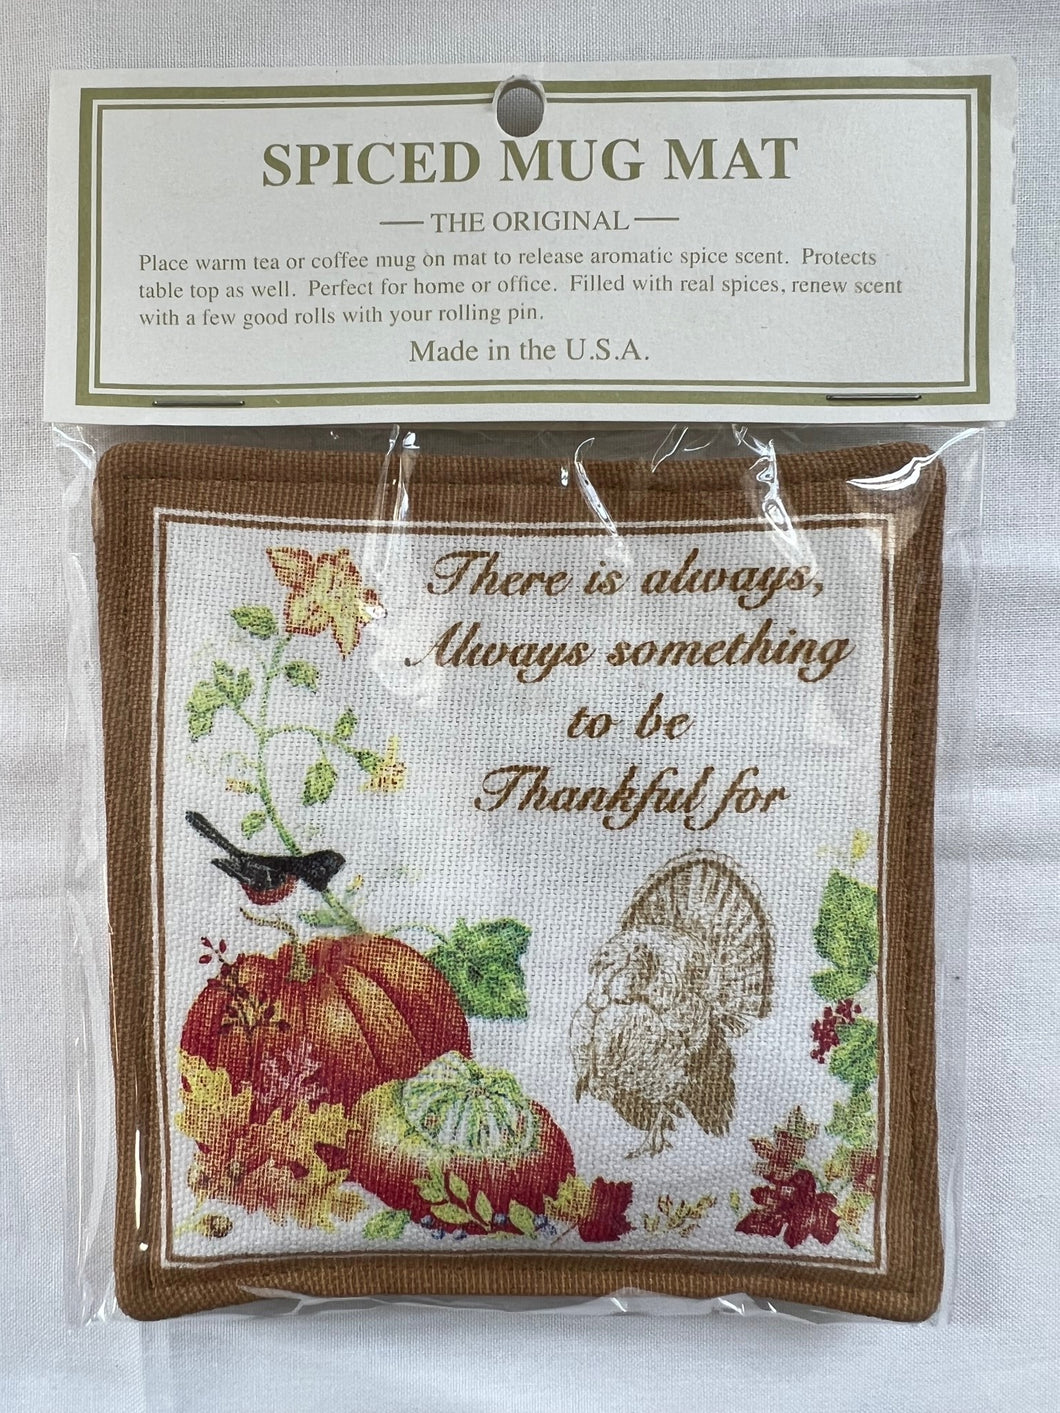 SPICED MUG MAT
THE ORIGINAL
Place warm tea or coffee mug on mat to release aromatic spice scent. Protects
table top as well. Perfect for home or office. Filled with real spices, renew scent
with a few good rolls with your rolling pin.
Made in the U.S.A.
There is always,
Always something
to be
Thankful for